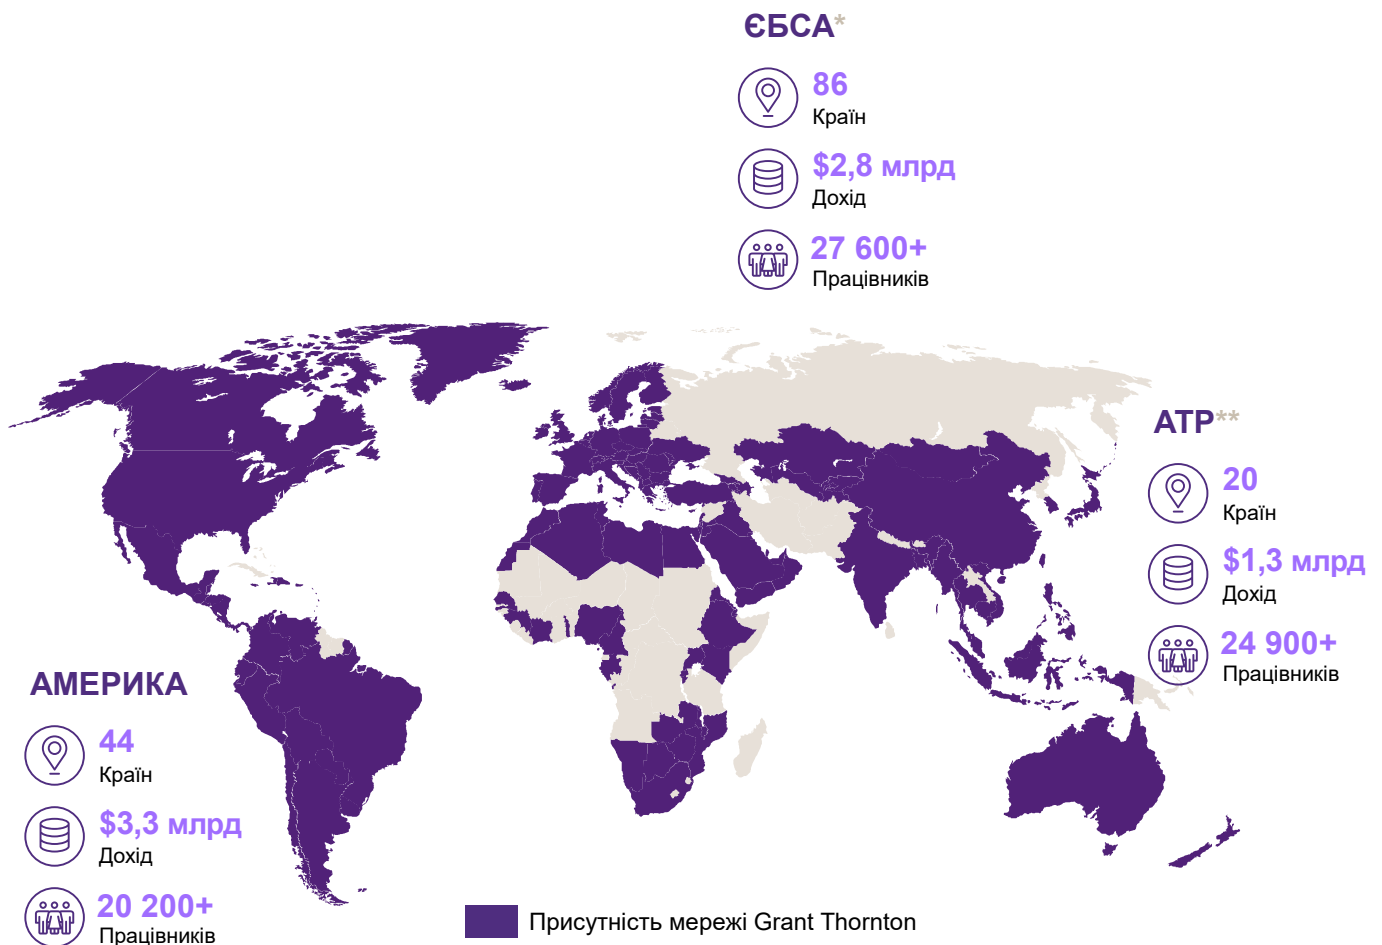 ЄБСА*
86
Країн
$2,8 млрд
Дохід
27 600+
Працівників
АТР**
20
Країн
$1,3 млрд
Дохід
24 900+
Працівників
АМЕРИКА
44
Країн
$3,3 млрд
Дохід
20 200+
Працівників
Присутність мережі Grant Thornton